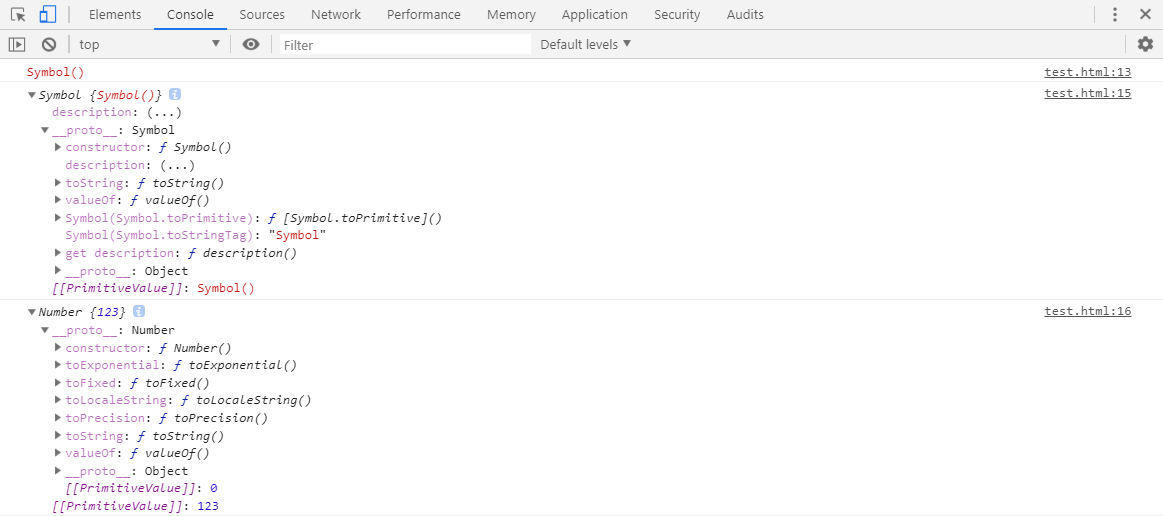 Elements Console Sources Network Performance Memory Application Security Audits
top Filter Default levels
Symbol() test.html:13
Symbol {Symbol()} i test.html:15
description: (...)
__proto__: Symbol
constructor: ƒ Symbol()
description: (...)
toString: ƒ toString()
valueOf: ƒ valueOf()
Symbol(Symbol.toPrimitive): ƒ [Symbol.toPrimitive]()
Symbol(Symbol.toStringTag): "Symbol"
get description: ƒ description()
__proto__: Object
[[PrimitiveValue]]: Symbol()
Number {123} i test.html:16
__proto__: Number
constructor: ƒ Number()
toExponential: ƒ toExponential()
toFixed: ƒ toFixed()
toLocaleString: ƒ toLocaleString()
toPrecision: ƒ toPrecision()
toString: ƒ toString()
valueOf: ƒ valueOf()
__proto__: Object
[[PrimitiveValue]]: 0
[[PrimitiveValue]]: 123